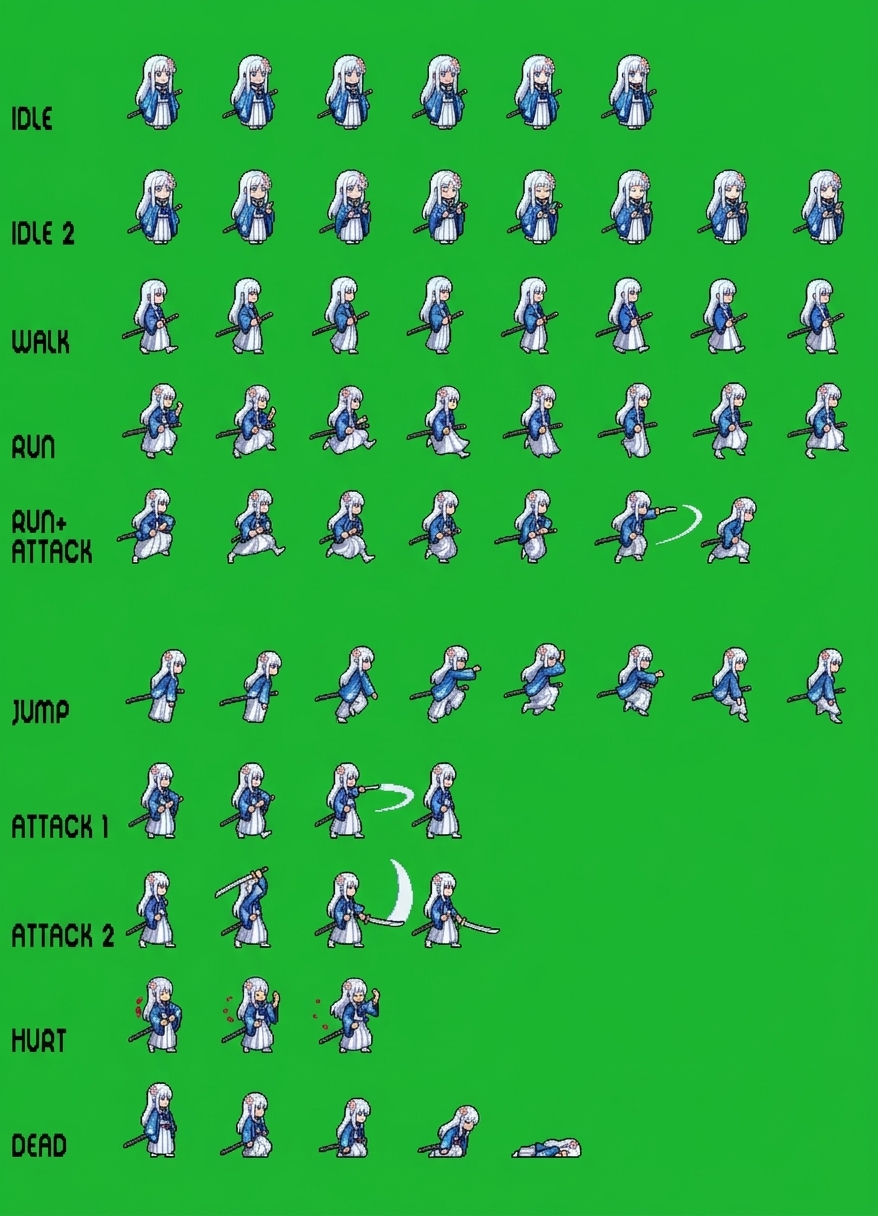 IDLE
IDLE 2
WALK
RUN
RUN+
ATTACK
JUMP
ATTACK 1
ATTACK 2
HURT
DEAD